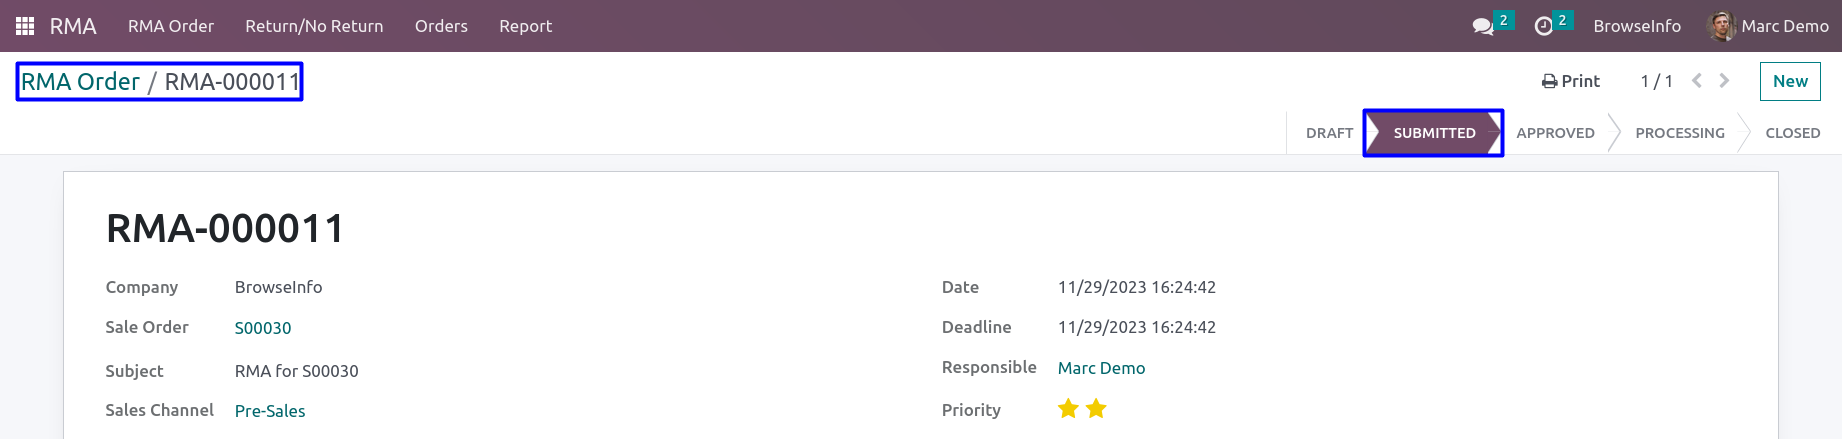 RMA RMA Order Return/No Return Orders Report 2 2 BrowseInfo Marc Demo
RMA Order / RMA-000011 Print 1 / 1 New
DRAFT SUBMITTED APPROVED PROCESSING CLOSED
RMA-000011
Company BrowseInfo Date 11/29/2023 16:24:42
Sale Order S00030 Deadline 11/29/2023 16:24:42
Subject RMA for S00030 Responsible Marc Demo
Sales Channel Pre-Sales Priority